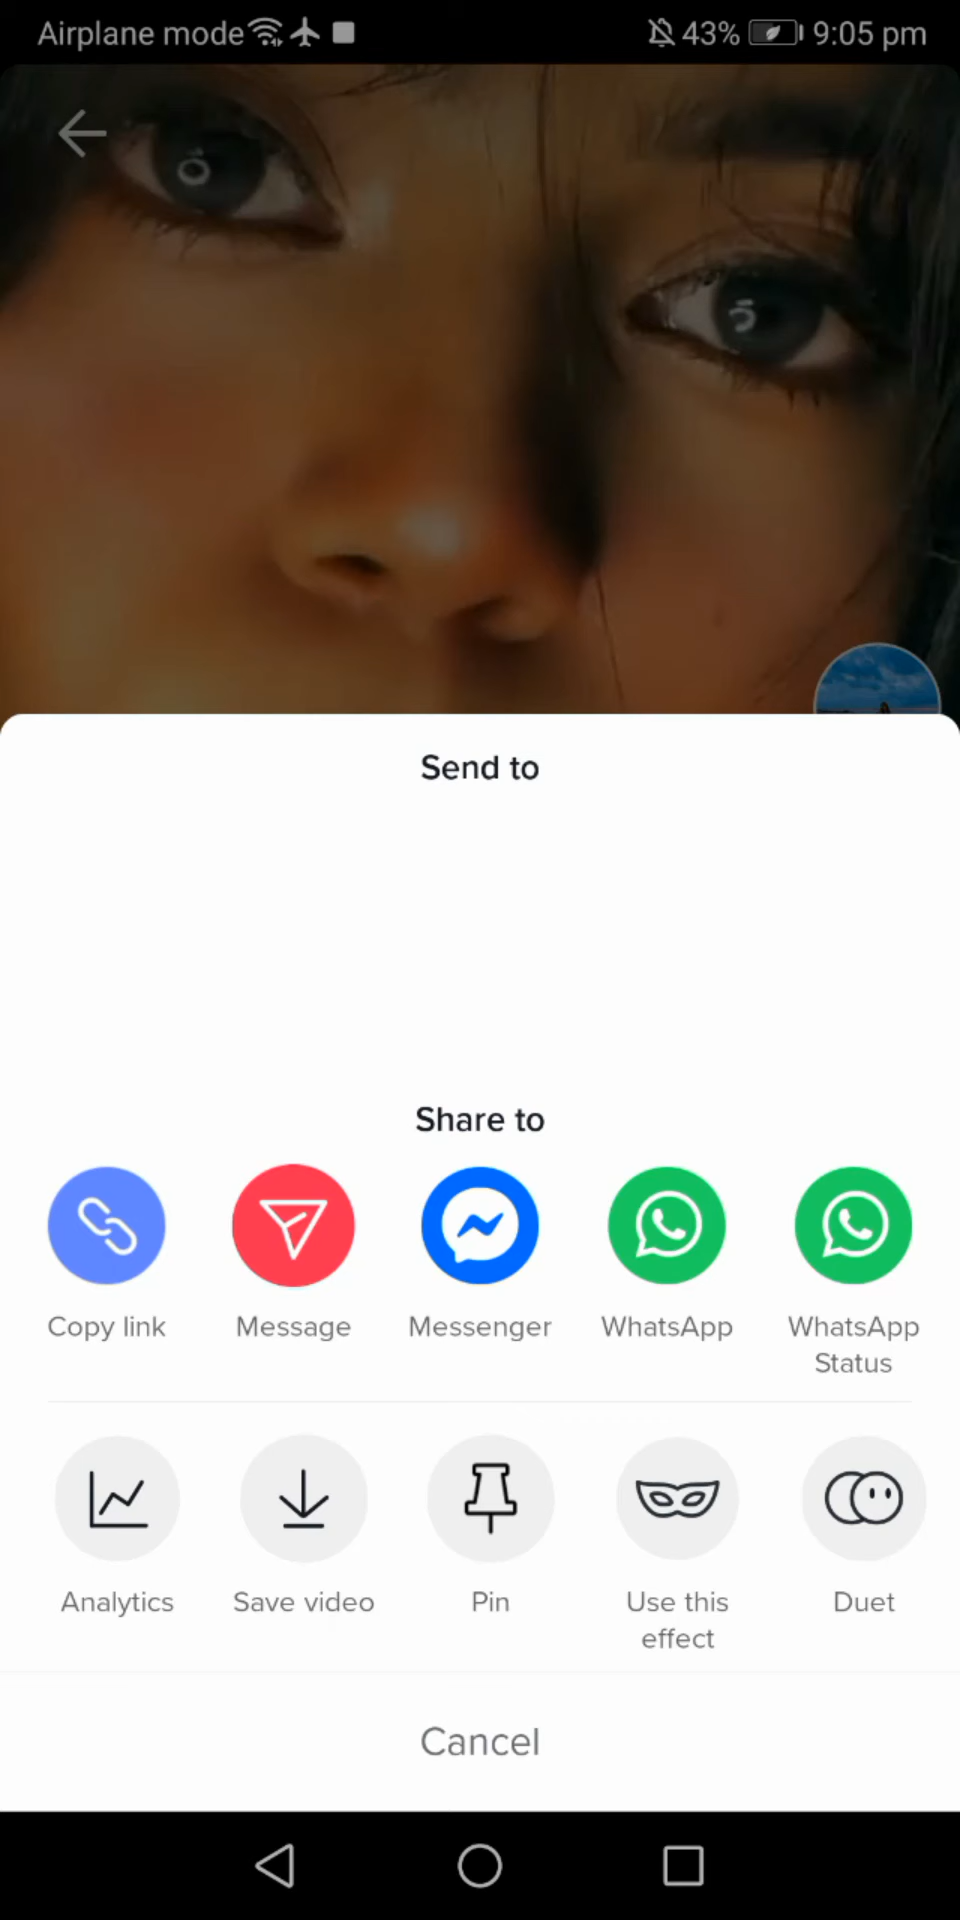 Airplane mode 43% 9:05 pm
Send to
Share to
Copy link Message Messenger WhatsApp WhatsApp
Status
Analytics Save video Pin Use this Duet
effect
Cancel